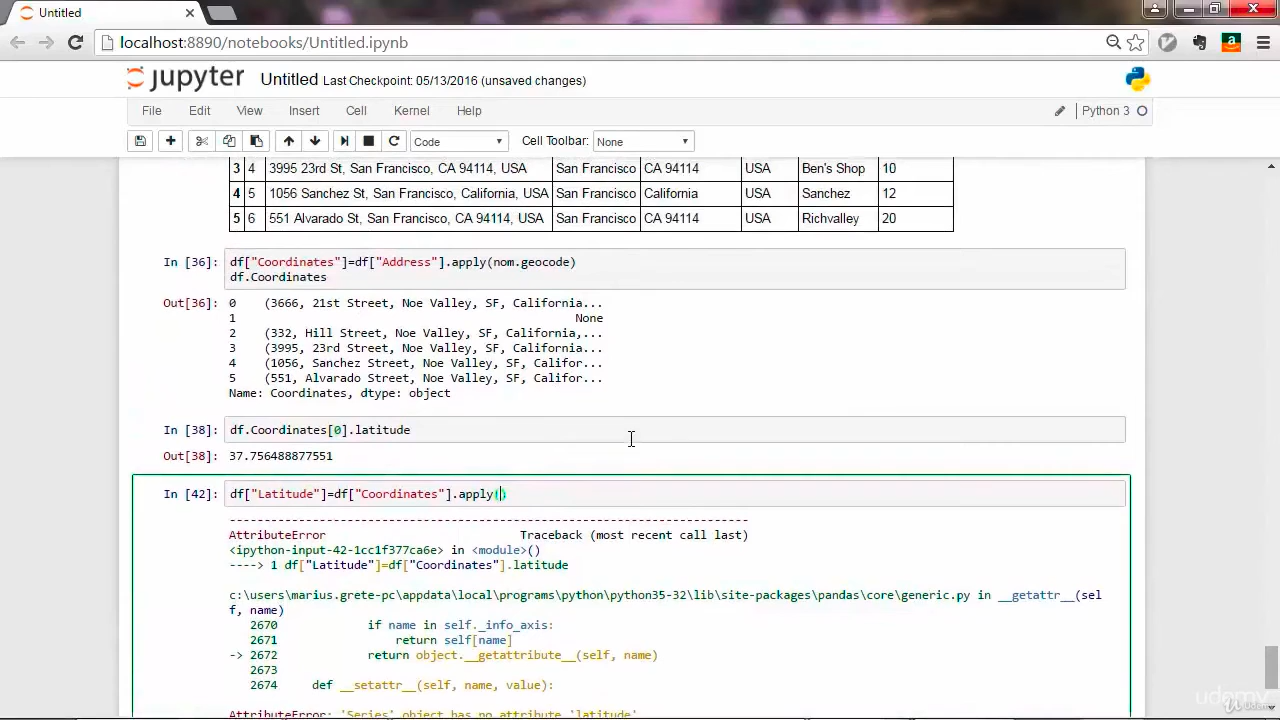 Untitled
localhost:8890/notebooks/Untitled.ipynb
jupyter Untitled Last Checkpoint: 05/13/2016 (unsaved changes)
File Edit View Insert Cell Kernel Help Python 3
Code Cell Toolbar: None
3 4 3995 23rd St, San Francisco, CA 94114, USA San Francisco CA 94114 USA Ben's Shop 10
4 5 1056 Sanchez St, San Francisco, California, USA San Francisco California USA Sanchez 12
5 6 551 Alvarado St, San Francisco, CA 94114, USA San Francisco CA 94114 USA Richvalley 20
In [36]: df["Coordinates"]=df["Address"].apply(nom.geocode)
df.Coordinates
Out[36]: 0 (3666, 21st Street, Noe Valley, SF, California...
1 None
2 (332, Hill Street, Noe Valley, SF, California,...
3 (3995, 23rd Street, Noe Valley, SF, California...
4 (1056, Sanchez Street, Noe Valley, SF, Califor...
5 (551, Alvarado Street, Noe Valley, SF, Califor...
Name: Coordinates, dtype: object
In [38]: df.Coordinates[0].latitude
Out[38]: 37.756488877551
In [42]: df["Latitude"]=df["Coordinates"].apply()
---------------------------------------------------------------------------
AttributeError Traceback (most recent call last)
<ipython-input-42-1cc1f377ca6e> in <module>()
----> 1 df["Latitude"]=df["Coordinates"].latitude
c:\users\marius.grete-pc\appdata\local\programs\python\python35-32\lib\site-packages\pandas\core\generic.py in __getattr__(sel
f, name)
2670 if name in self._info_axis:
2671 return self[name]
-> 2672 return object.__getattribute__(self, name)
2673
2674 def __setattr__(self, name, value):
AttributeError: 'Series' object has no attribute 'latitude'
udemy
Udemy